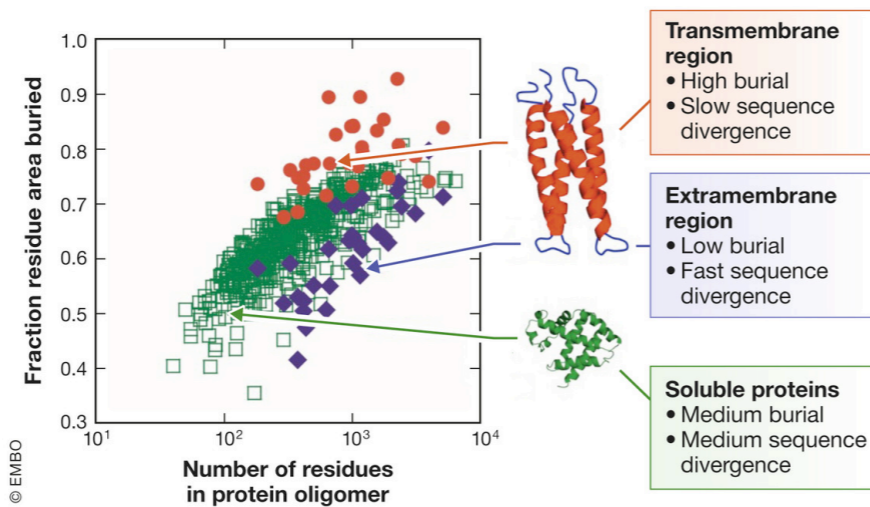 1.0
0.9
0.8
0.7
0.6
0.5
0.4
0.3
Fraction residue area buried
10¹
10²
10³
10⁴
Number of residues
in protein oligomer
© EMBO
Transmembrane
region
• High burial
• Slow sequence
divergence
Extramembrane
region
• Low burial
• Fast sequence
divergence
Soluble proteins
• Medium burial
• Medium sequence
divergence